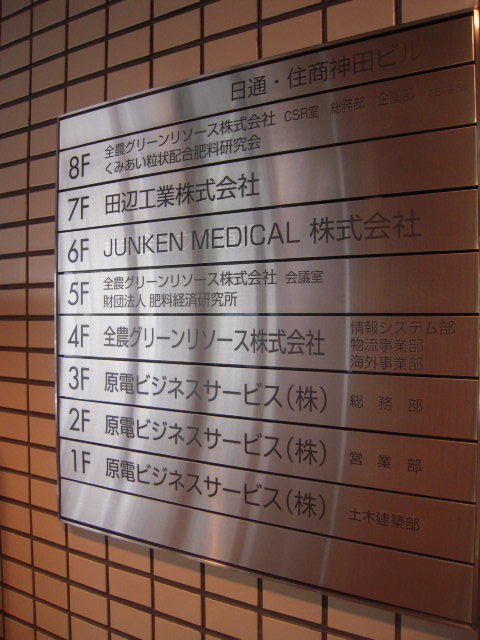 日通・住商神田ビル
8F 全農グリーンリソース株式会社 CSR室 総務部 企画部
くみあい粒状配合肥料研究会
7F 田辺工業株式会社
6F JUNKEN MEDICAL 株式会社
5F 全農グリーンリソース株式会社 会議室
財団法人 肥料経済研究所
4F 全農グリーンリソース株式会社 情報システム部
物流事業部
海外事業部
3F 原電ビジネスサービス(株) 総務部
2F 原電ビジネスサービス(株) 営業部
1F 原電ビジネスサービス(株) 土木建築部